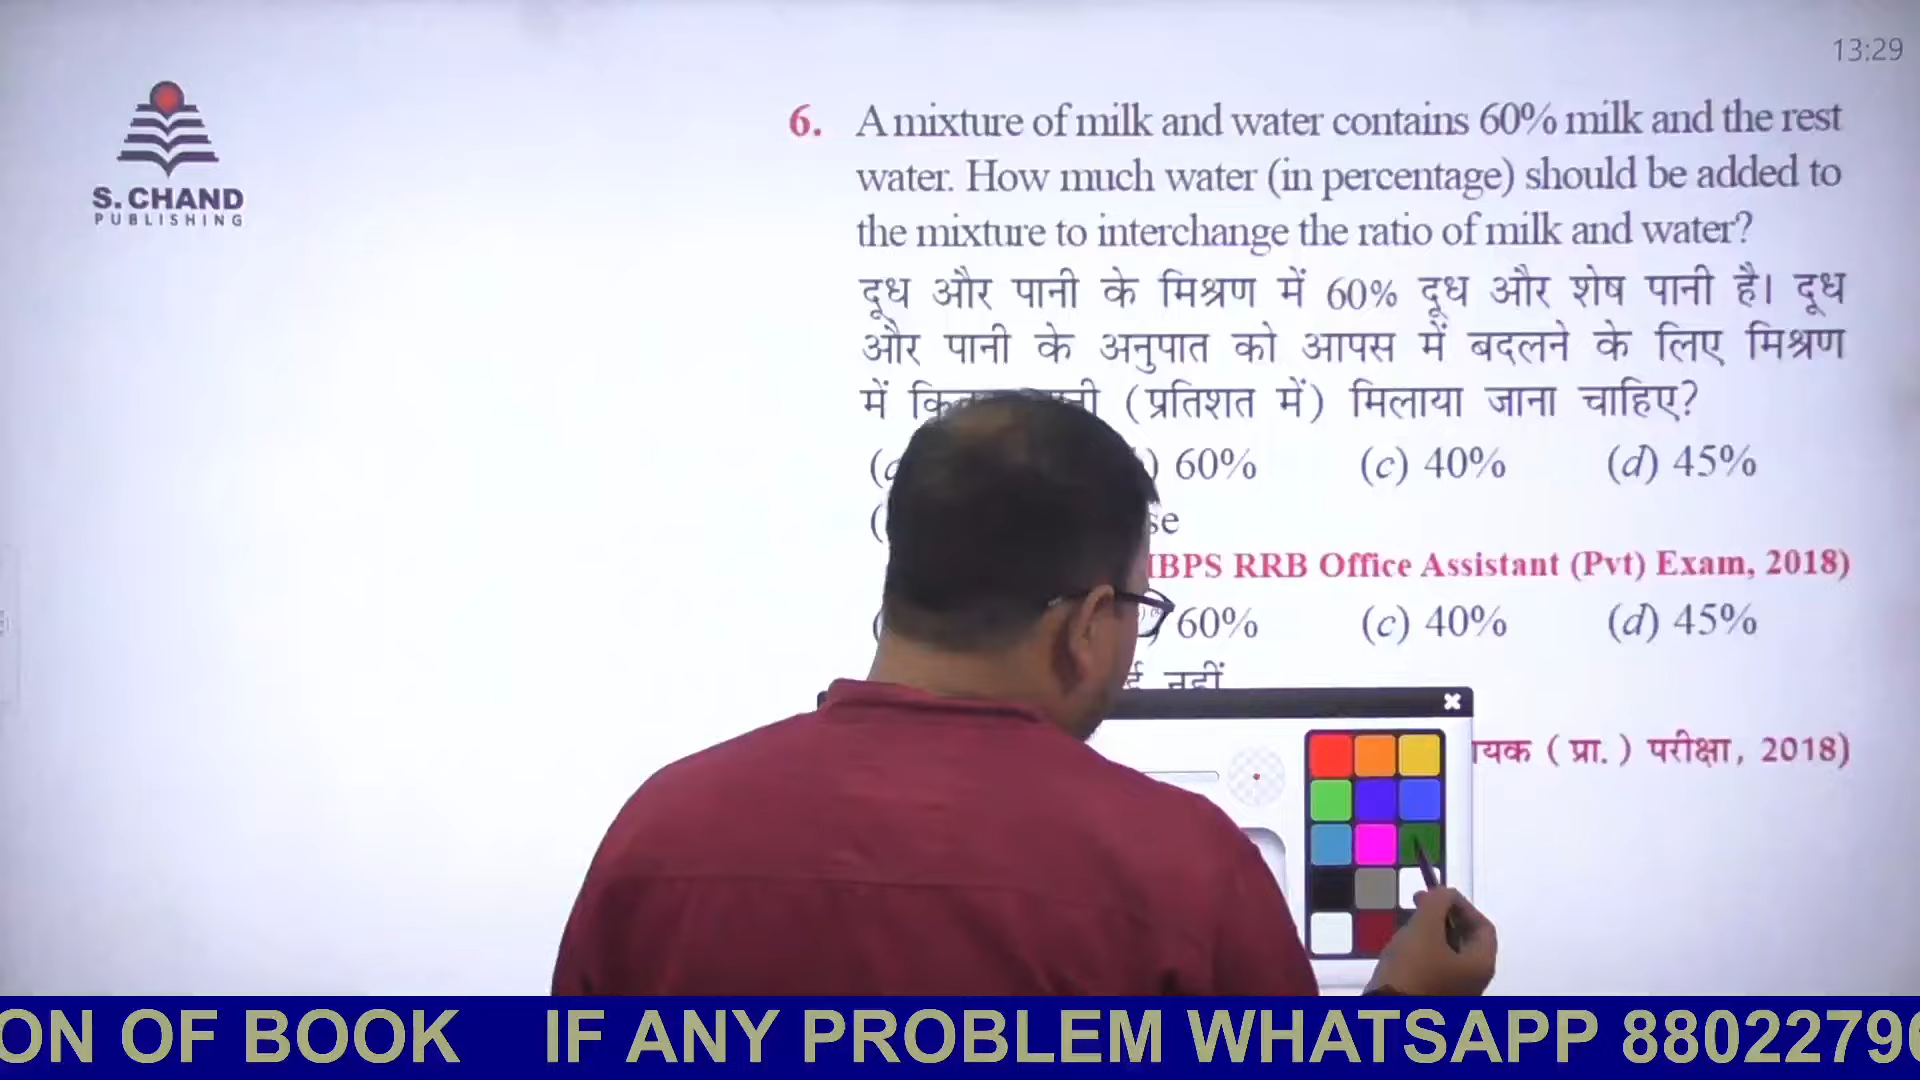 13:29
S. CHAND
PUBLISHING
6. A mixture of milk and water contains 60% milk and the rest
water. How much water (in percentage) should be added to
the mixture to interchange the ratio of milk and water?
दूध और पानी के मिश्रण में 60% दूध और शेष पानी है। दूध
और पानी के अनुपात को आपस में बदलने के लिए मिश्रण
में (प्रतिशत में) मिलाया जाना चाहिए?
60% (c) 40% (d) 45%
IBPS RRB Office Assistant (Pvt) Exam, 2018)
60% (c) 40% (d) 45%
नहीं
( प्रा. ) परीक्षा, 2018)
ON OF BOOK IF ANY PROBLEM WHATSAPP 8802279